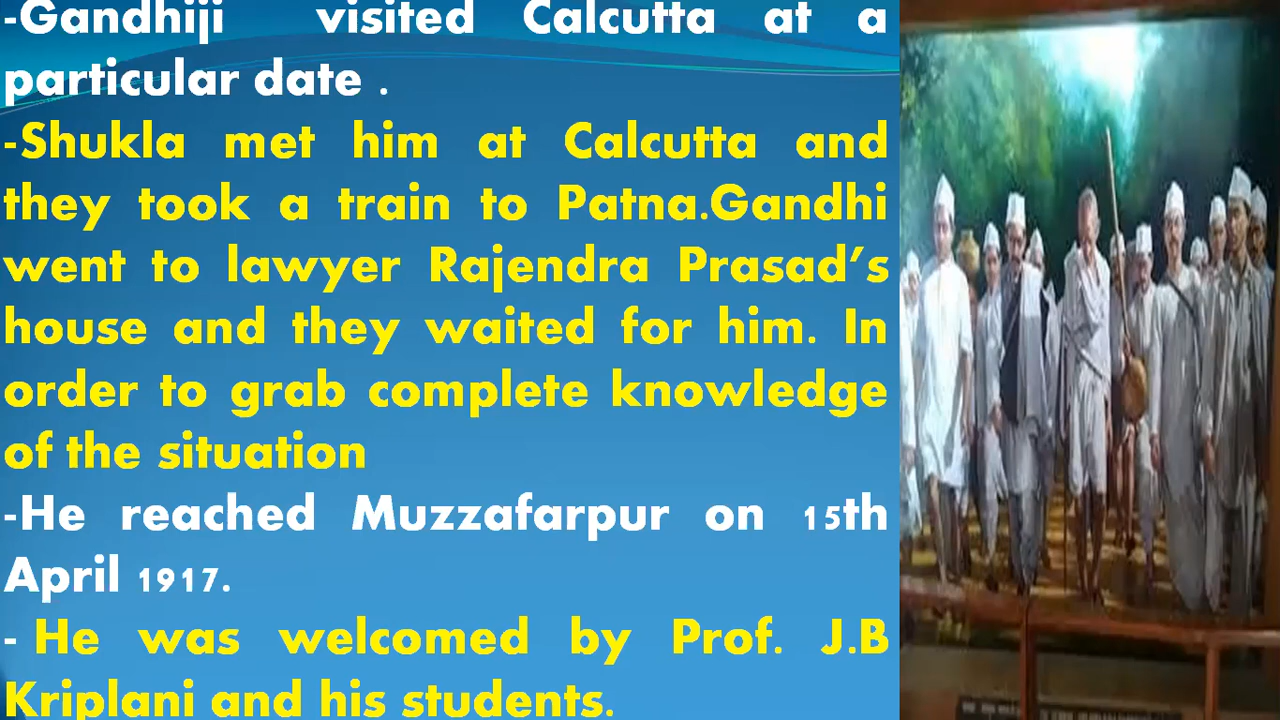 -Gandhiji visited Calcutta at a
particular date .
-Shukla met him at Calcutta and
they took a train to Patna.Gandhi
went to lawyer Rajendra Prasad’s
house and they waited for him. In
order to grab complete knowledge
of the situation
-He reached Muzzafarpur on 15th
April 1917.
- He was welcomed by Prof. J.B
Kriplani and his students.